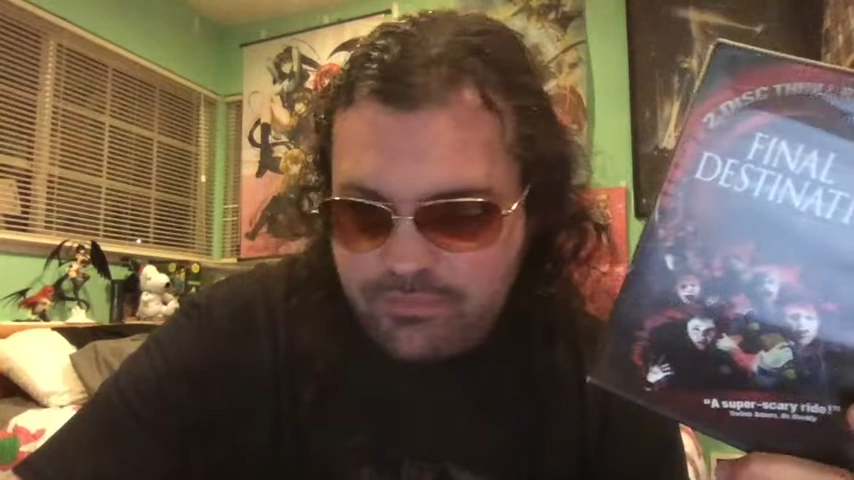 2-DISC THRILL
FINAL
DESTINATI
"A super-scary ride!"